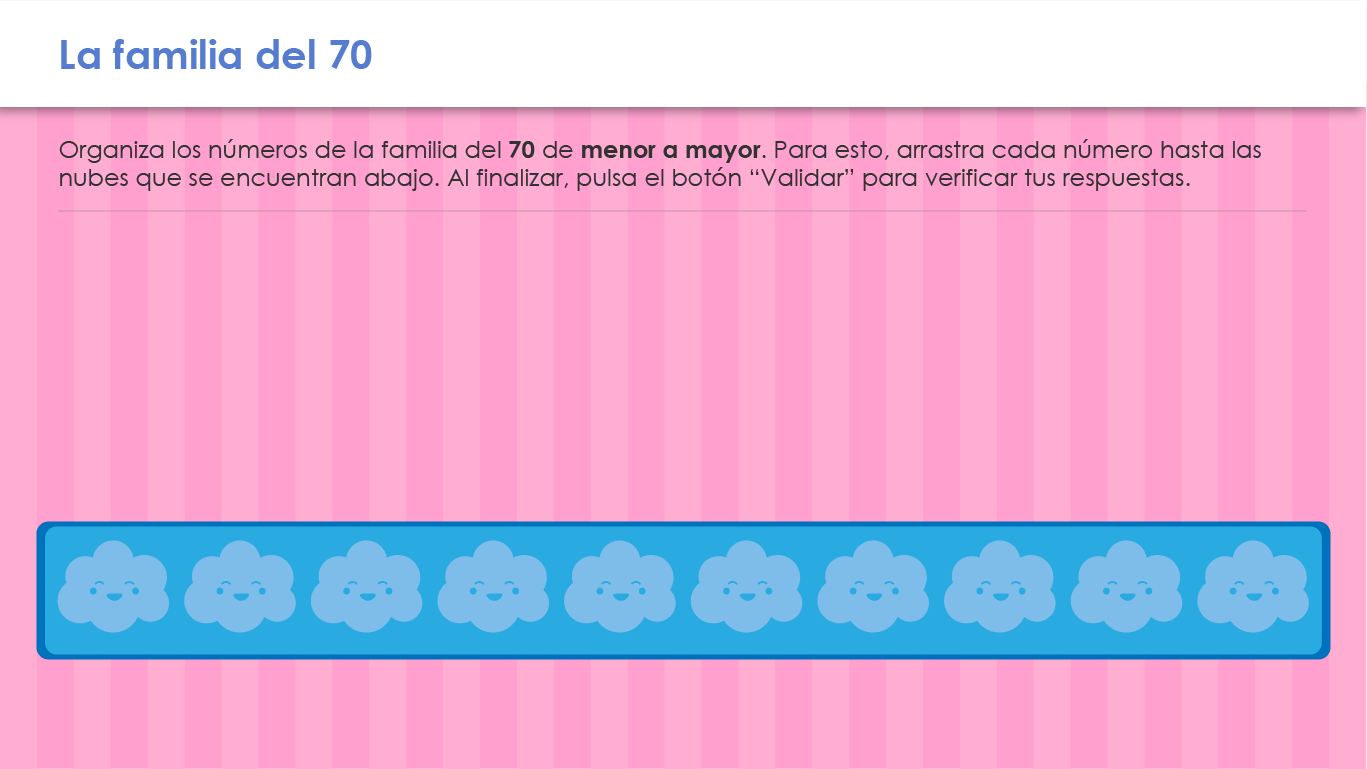 La familia del 70
Organiza los números de la familia del 70 de menor a mayor. Para esto, arrastra cada número hasta las
nubes que se encuentran abajo. Al finalizar, pulsa el botón “Validar” para verificar tus respuestas.